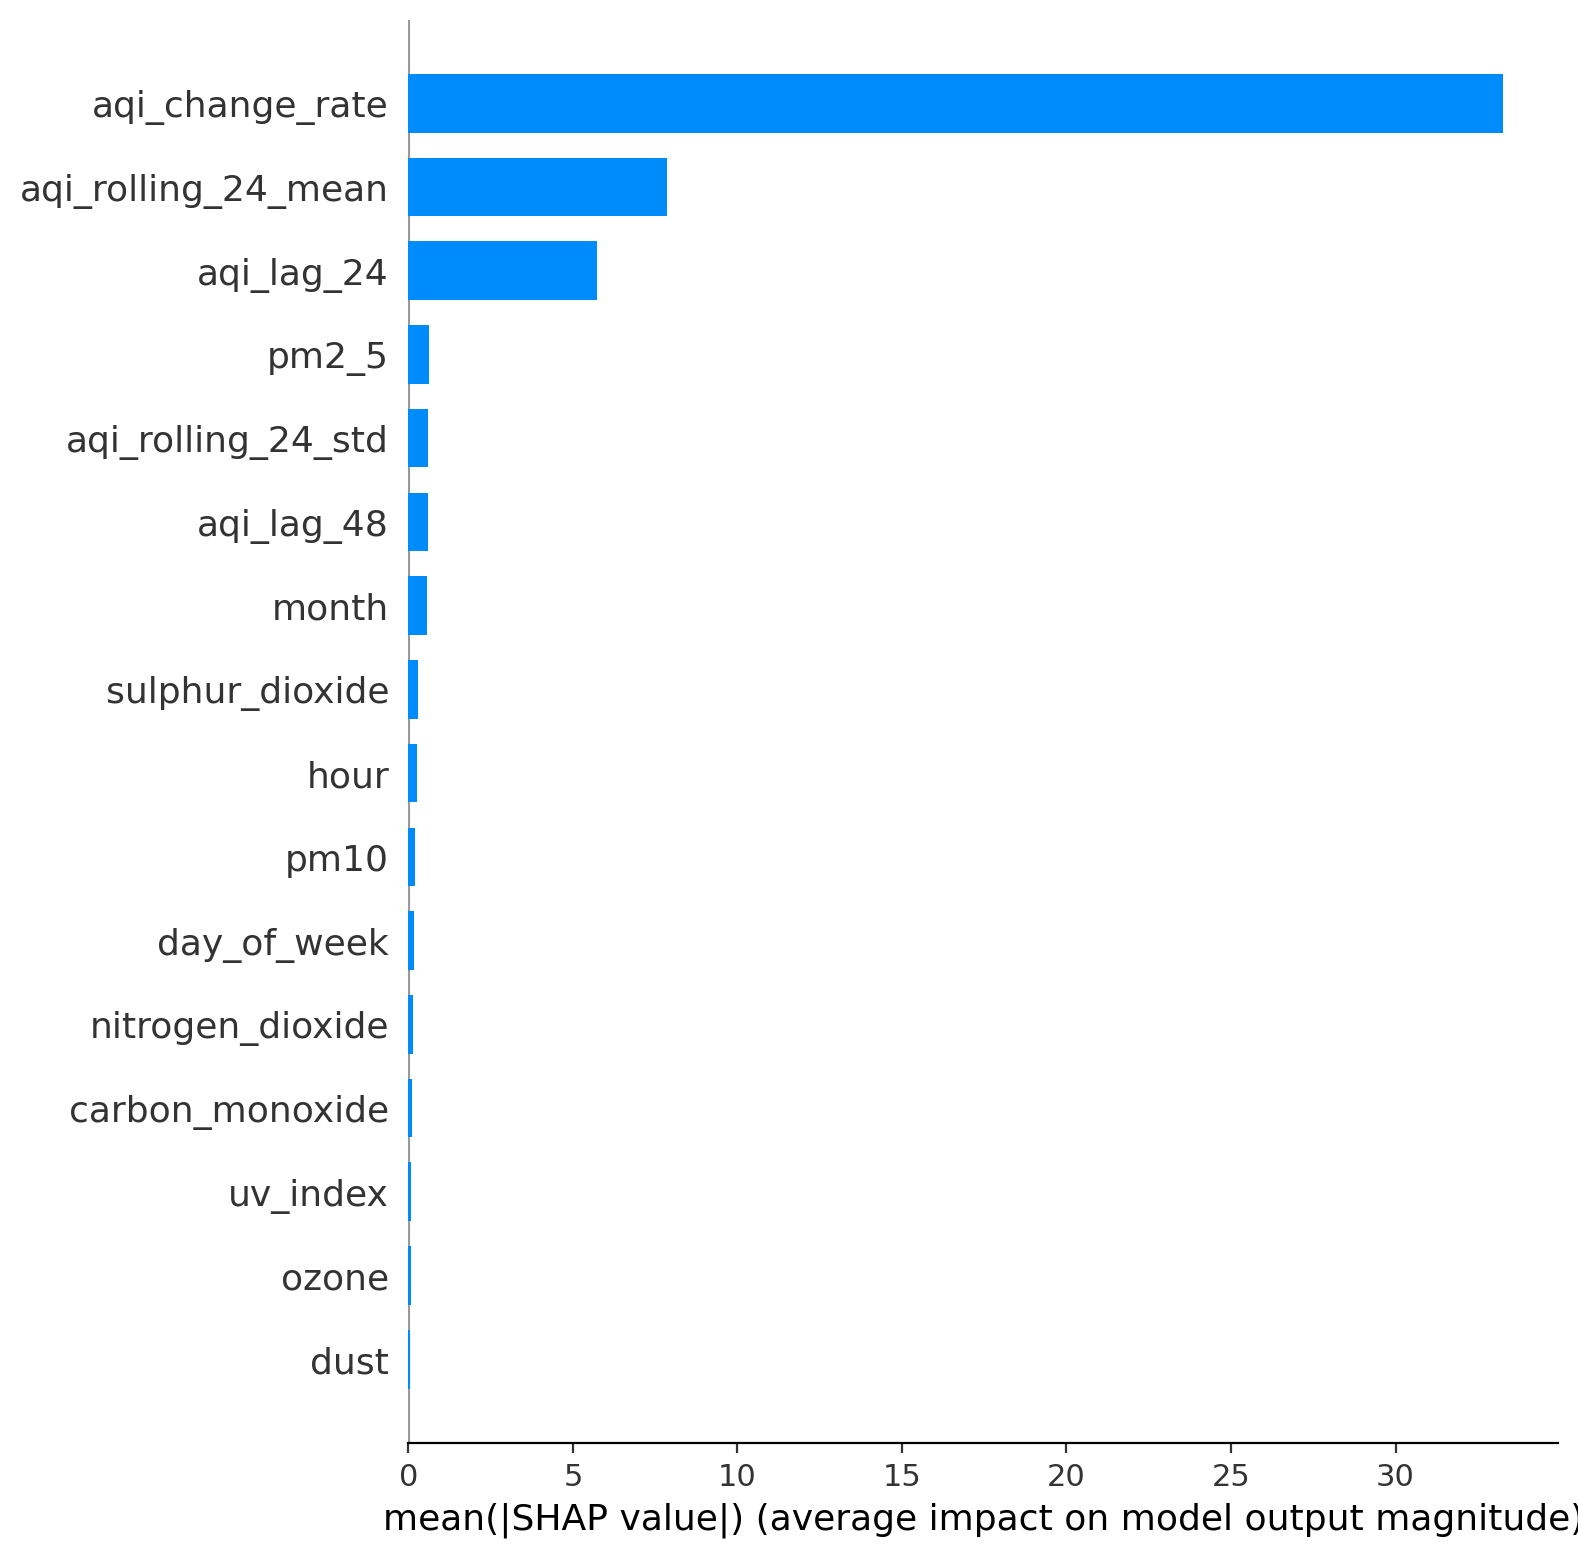 aqi_change_rate
aqi_rolling_24_mean
aqi_lag_24
pm2_5
aqi_rolling_24_std
aqi_lag_48
month
sulphur_dioxide
hour
pm10
day_of_week
nitrogen_dioxide
carbon_monoxide
uv_index
ozone
dust
0 5 10 15 20 25 30
mean(|SHAP value|) (average impact on model output magnitude)